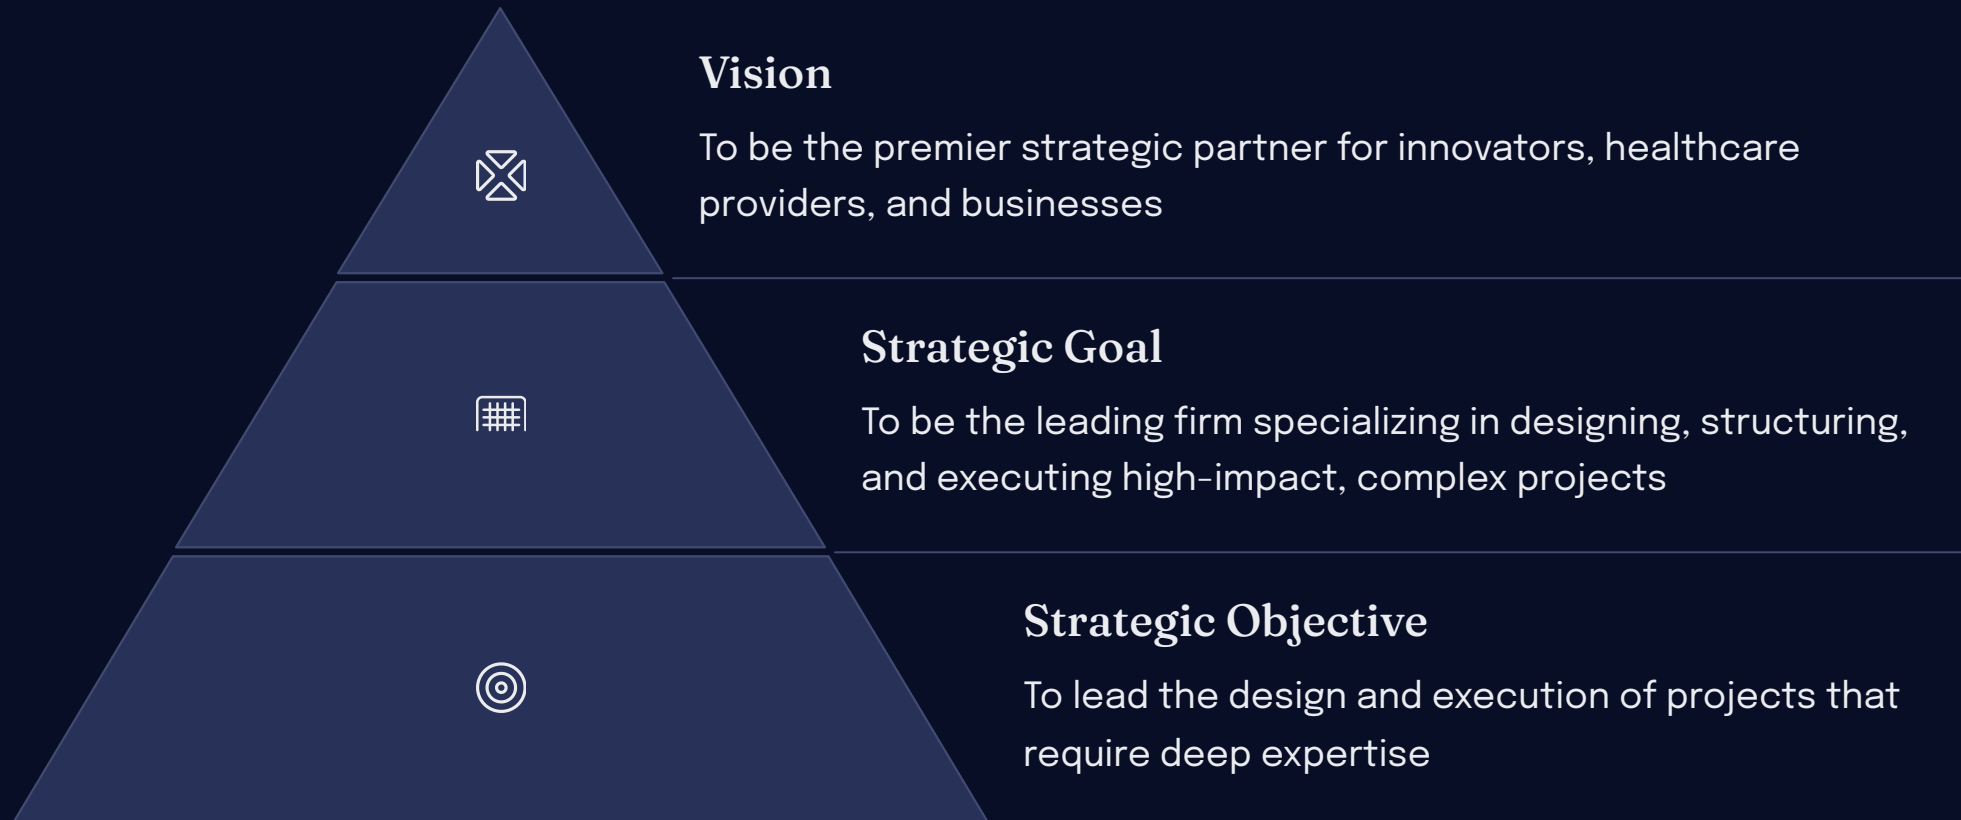 Vision
To be the premier strategic partner for innovators, healthcare
providers, and businesses
Strategic Goal
To be the leading firm specializing in designing, structuring,
and executing high-impact, complex projects
Strategic Objective
To lead the design and execution of projects that
require deep expertise